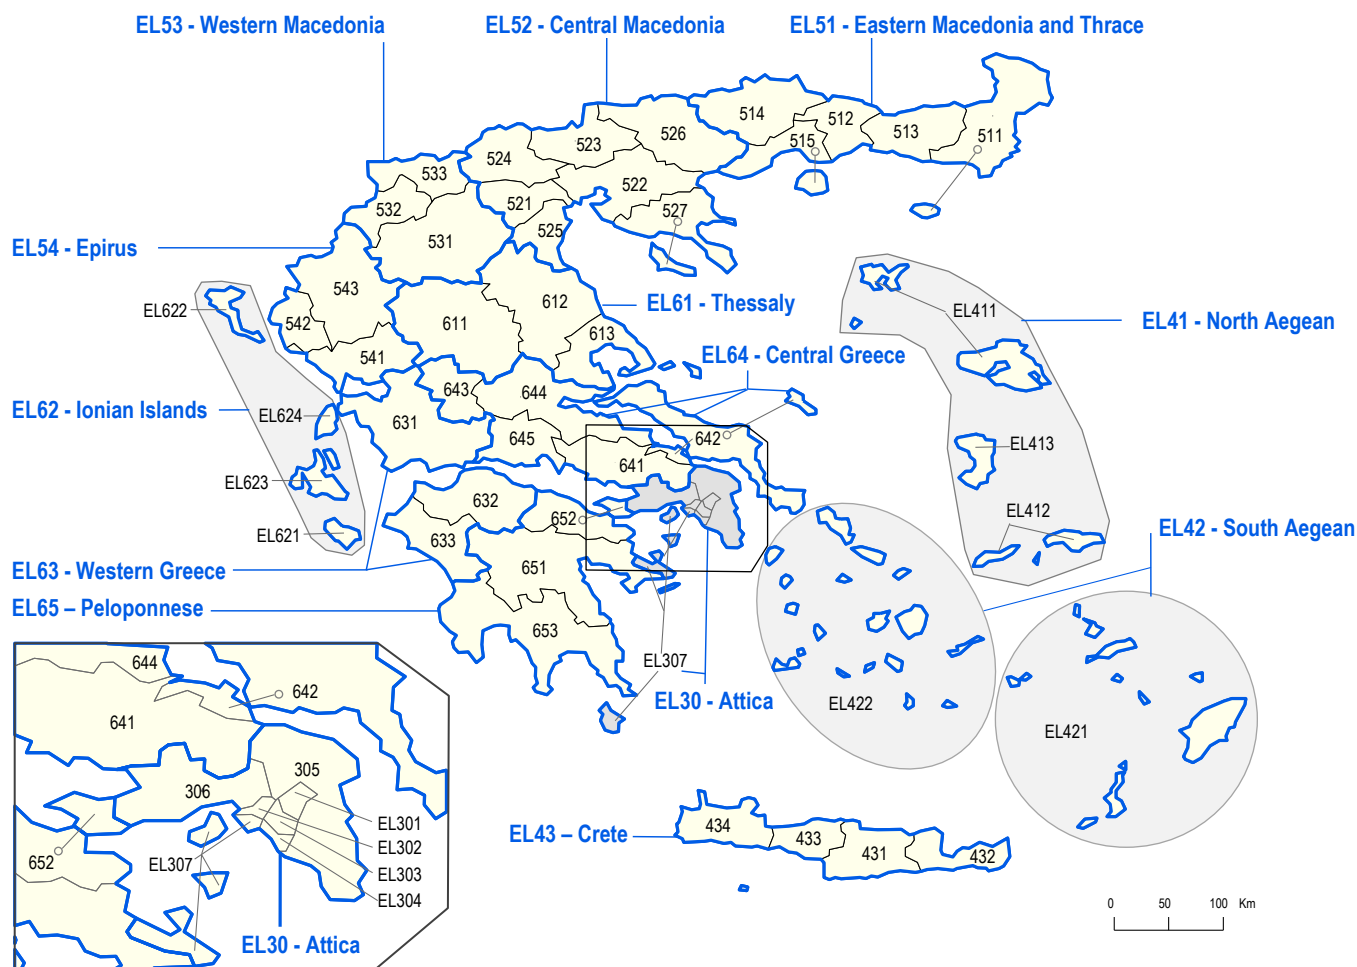 EL53 - Western Macedonia
EL52 - Central Macedonia
EL51 - Eastern Macedonia and Thrace
514
512
526
515
513
511
523
524
533
522
521
527
532
525
531
EL54 - Epirus
543
542
541
EL622
612
611
613
EL61 - Thessaly
EL411
EL41 - North Aegean
EL64 - Central Greece
643
644
EL62 - Ionian Islands
EL624
631
645
642
641
EL413
EL623
632
652
EL412
EL621
633
EL42 - South Aegean
EL63 - Western Greece
651
EL65 – Peloponnese
653
EL307
EL30 - Attica
EL422
EL421
644
642
641
305
306
EL301
EL302
EL303
EL304
652
EL307
EL30 - Attica
EL43 – Crete
434
433
431
432
0 50 100 Km